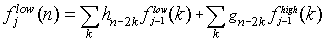 f_j^{low}(n) = \sum_k h_{n-2k} f_{j-1}^{low}(k) + \sum_k g_{n-2k} f_{j-1}^{high}(k)